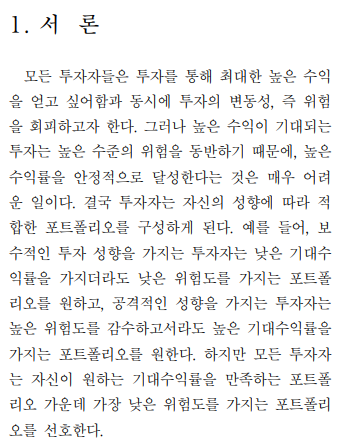 1. 서 론
모든 투자자들은 투자를 통해 최대한 높은 수익
을 얻고 싶어함과 동시에 투자의 변동성, 즉 위험
을 회피하고자 한다. 그러나 높은 수익이 기대되는
투자는 높은 수준의 위험을 동반하기 때문에, 높은
수익률을 안정적으로 달성한다는 것은 매우 어려
운 일이다. 결국 투자자는 자신의 성향에 따라 적
합한 포트폴리오를 구성하게 된다. 예를 들어, 보
수적인 투자 성향을 가지는 투자자는 낮은 기대수
익률을 가지더라도 낮은 위험도를 가지는 포트폴
리오를 원하고, 공격적인 성향을 가지는 투자자는
높은 위험도를 감수하고서라도 높은 기대수익률을
가지는 포트폴리오를 원한다. 하지만 모든 투자자
는 자신이 원하는 기대수익률을 만족하는 포트폴
리오 가운데 가장 낮은 위험도를 가지는 포트폴리
오를 선호한다.